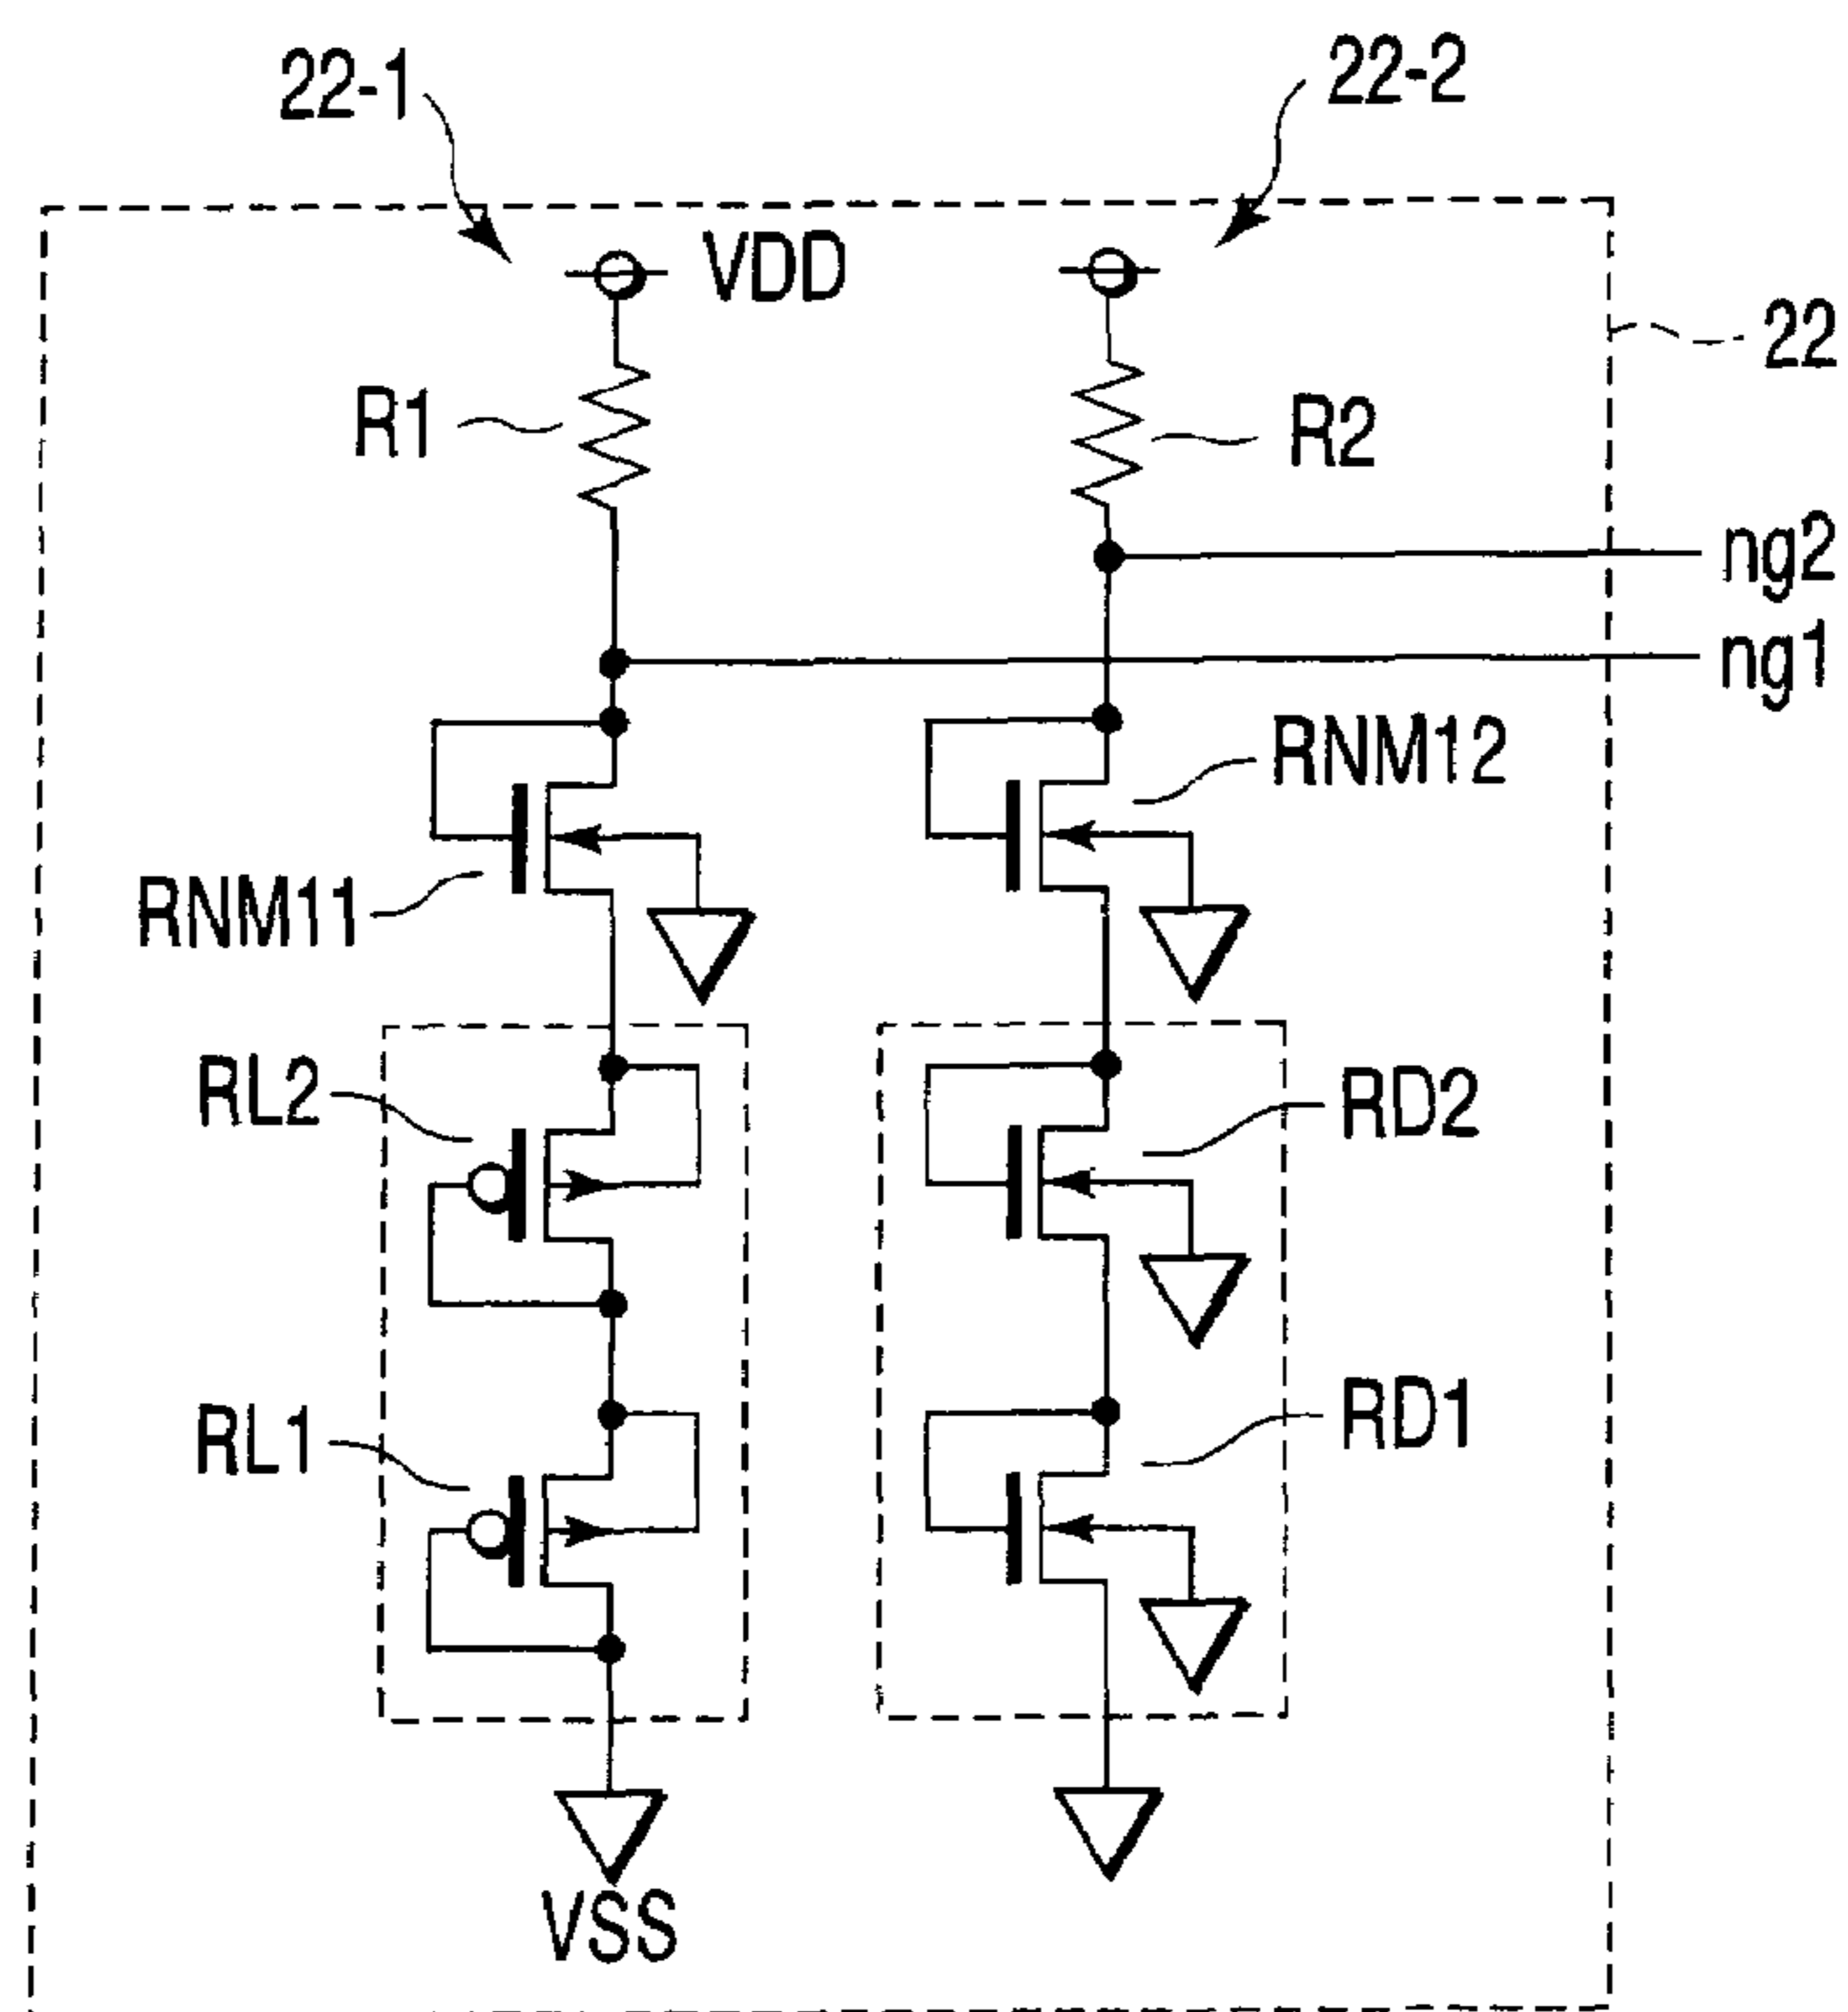 22-1
22-2
VDD
22
R1
R2
ng2
ng1
RNM12
RNM11
RL2
RD2
RL1
RD1
VSS